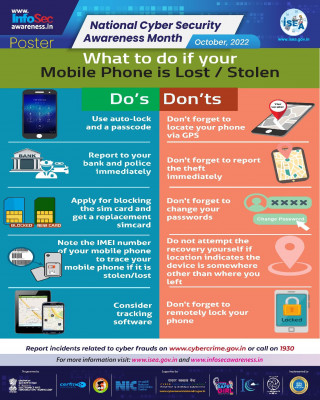 www.
InfoSec
awareness.in
Poster
National Cyber Security
Awareness Month
October, 2022
ISEA
www.isea.gov.in
What to do if your
Mobile Phone is Lost / Stolen
Do's
Don'ts
Use auto-lock
and a passcode
Don't forget to
locate your phone
via GPS
BANK
Report to your
bank and police
immediately
Don't forget to report
the theft
immediately
BLOCKED
NEW CARD
Apply for blocking
the sim card and
get a replacement
simcard
Don't forget to
change your
passwords
Change Password
Note the IMEI number
of your mobile phone
to trace your
mobile phone if it is
stolen/lost
Do not attempt the
recovery yourself if
location indicates the
device is somewhere
other than where you
left
Consider
tracking
software
Don't forget to
remotely lock your
phone
Locked
Report incidents related to cyber frauds on www.cybercrime.gov.in or call on 1930
For more information visit: www.isea.gov.in and www.infosecawareness.in
NIC